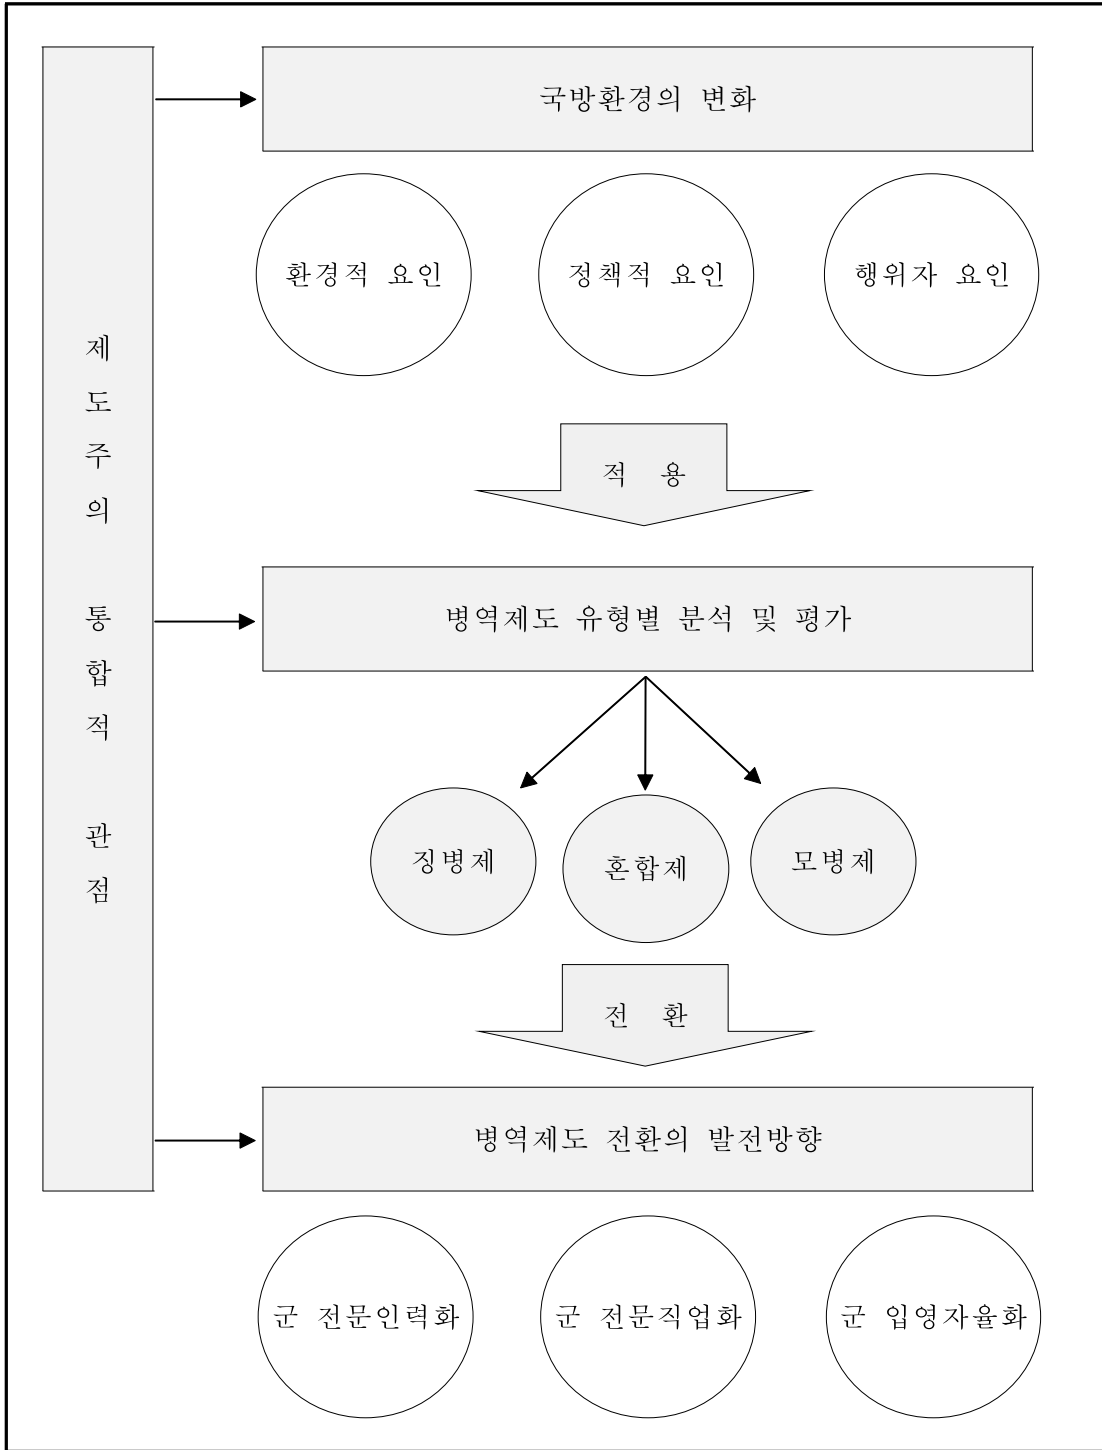 제도주의 통합적 관점
국방환경의 변화
환경적 요인
정책적 요인
행위자 요인
적 용
병역제도 유형별 분석 및 평가
징병제
혼합제
모병제
전 환
병역제도 전환의 발전방향
군 전문인력화
군 전문직업화
군 입영자율화